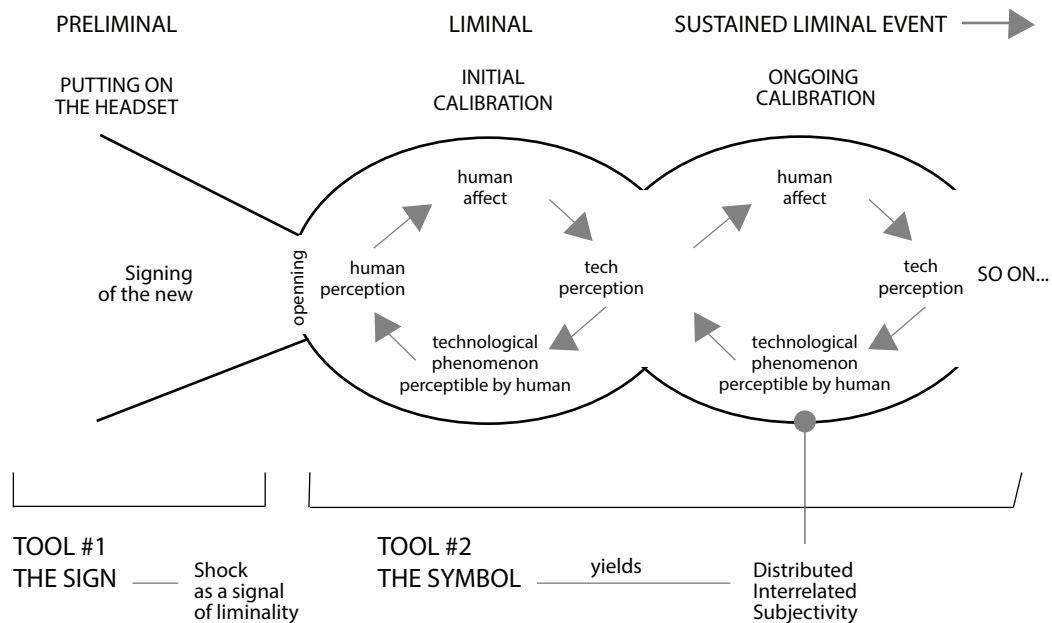 PRELIMINAL
LIMINAL
SUSTAINED LIMINAL EVENT
PUTTING ON
THE HEADSET
INITIAL
CALIBRATION
ONGOING
CALIBRATION
Signing
of the new
openning
human
affect
human
perception
tech
perception
technological
phenomenon
perceptible by human
human
affect
tech
perception
technological
phenomenon
perceptible by human
SO ON...
TOOL #1
THE SIGN
Shock
as a signal
of liminality
TOOL #2
THE SYMBOL
yields
Distributed
Interrelated
Subjectivity